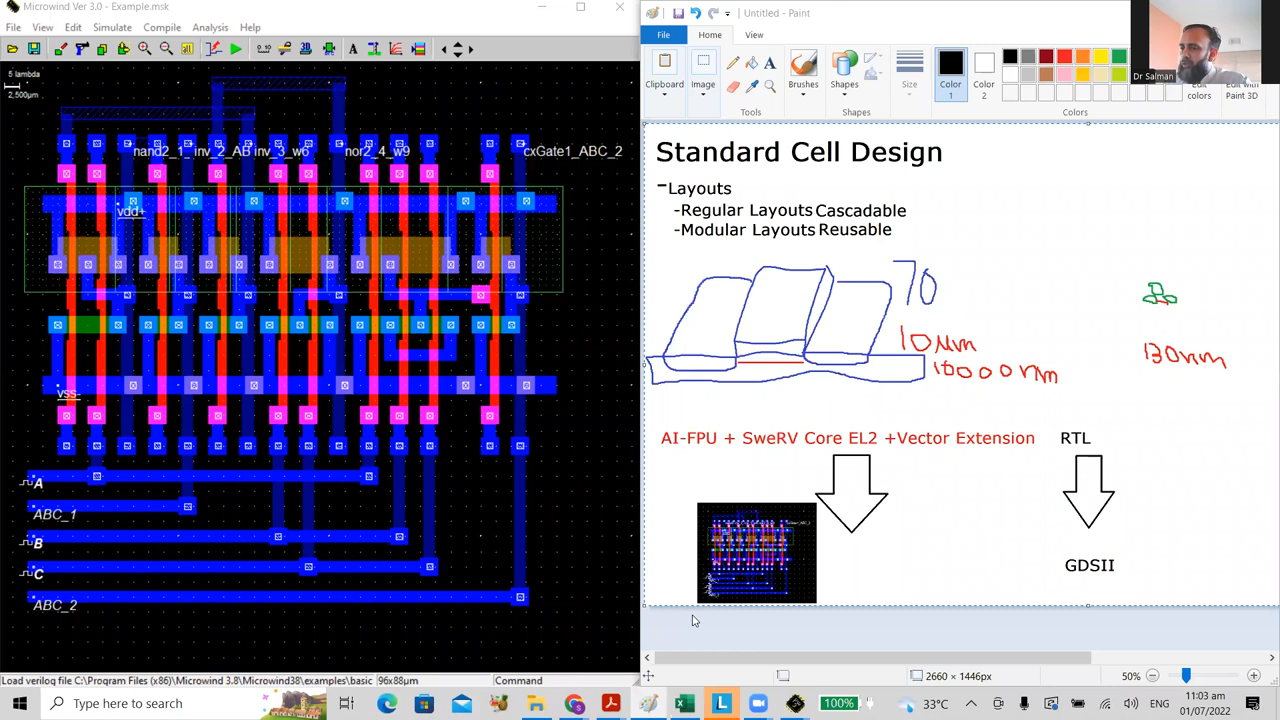 Microwind Ver 3.0 - Example.msk
File View Edit Simulate Compile Analysis Help
5 lambda
2,500µm
nand2_1_inv_2_AB inv_3_w6 nor2_4_w9 cxGate1_ABC_2
vdd+
vss-
A
ABC_1
B
C
ABC_2
Load verilog file C:\Program Files (x86)\Microwind 3.8\Microwind38\examples\basic 96x88µm Command
Untitled - Paint
File Home View
Clipboard
Image
Tools
Brushes
Shapes
Shapes
Size
Color 1
Color 2
Edit colors
Edit with Paint 3D
Colors
Dr Salman
Standard Cell Design
-Layouts
-Regular Layouts Cascadable
-Modular Layouts Reusable
70
10µm
10000nm
130nm
AI-FPU + SweRV Core EL2 +Vector Extension RTL
GDSII
2660 × 1446px
50%
Type here to search
100%
33°C
11:03 am
01/07/2022